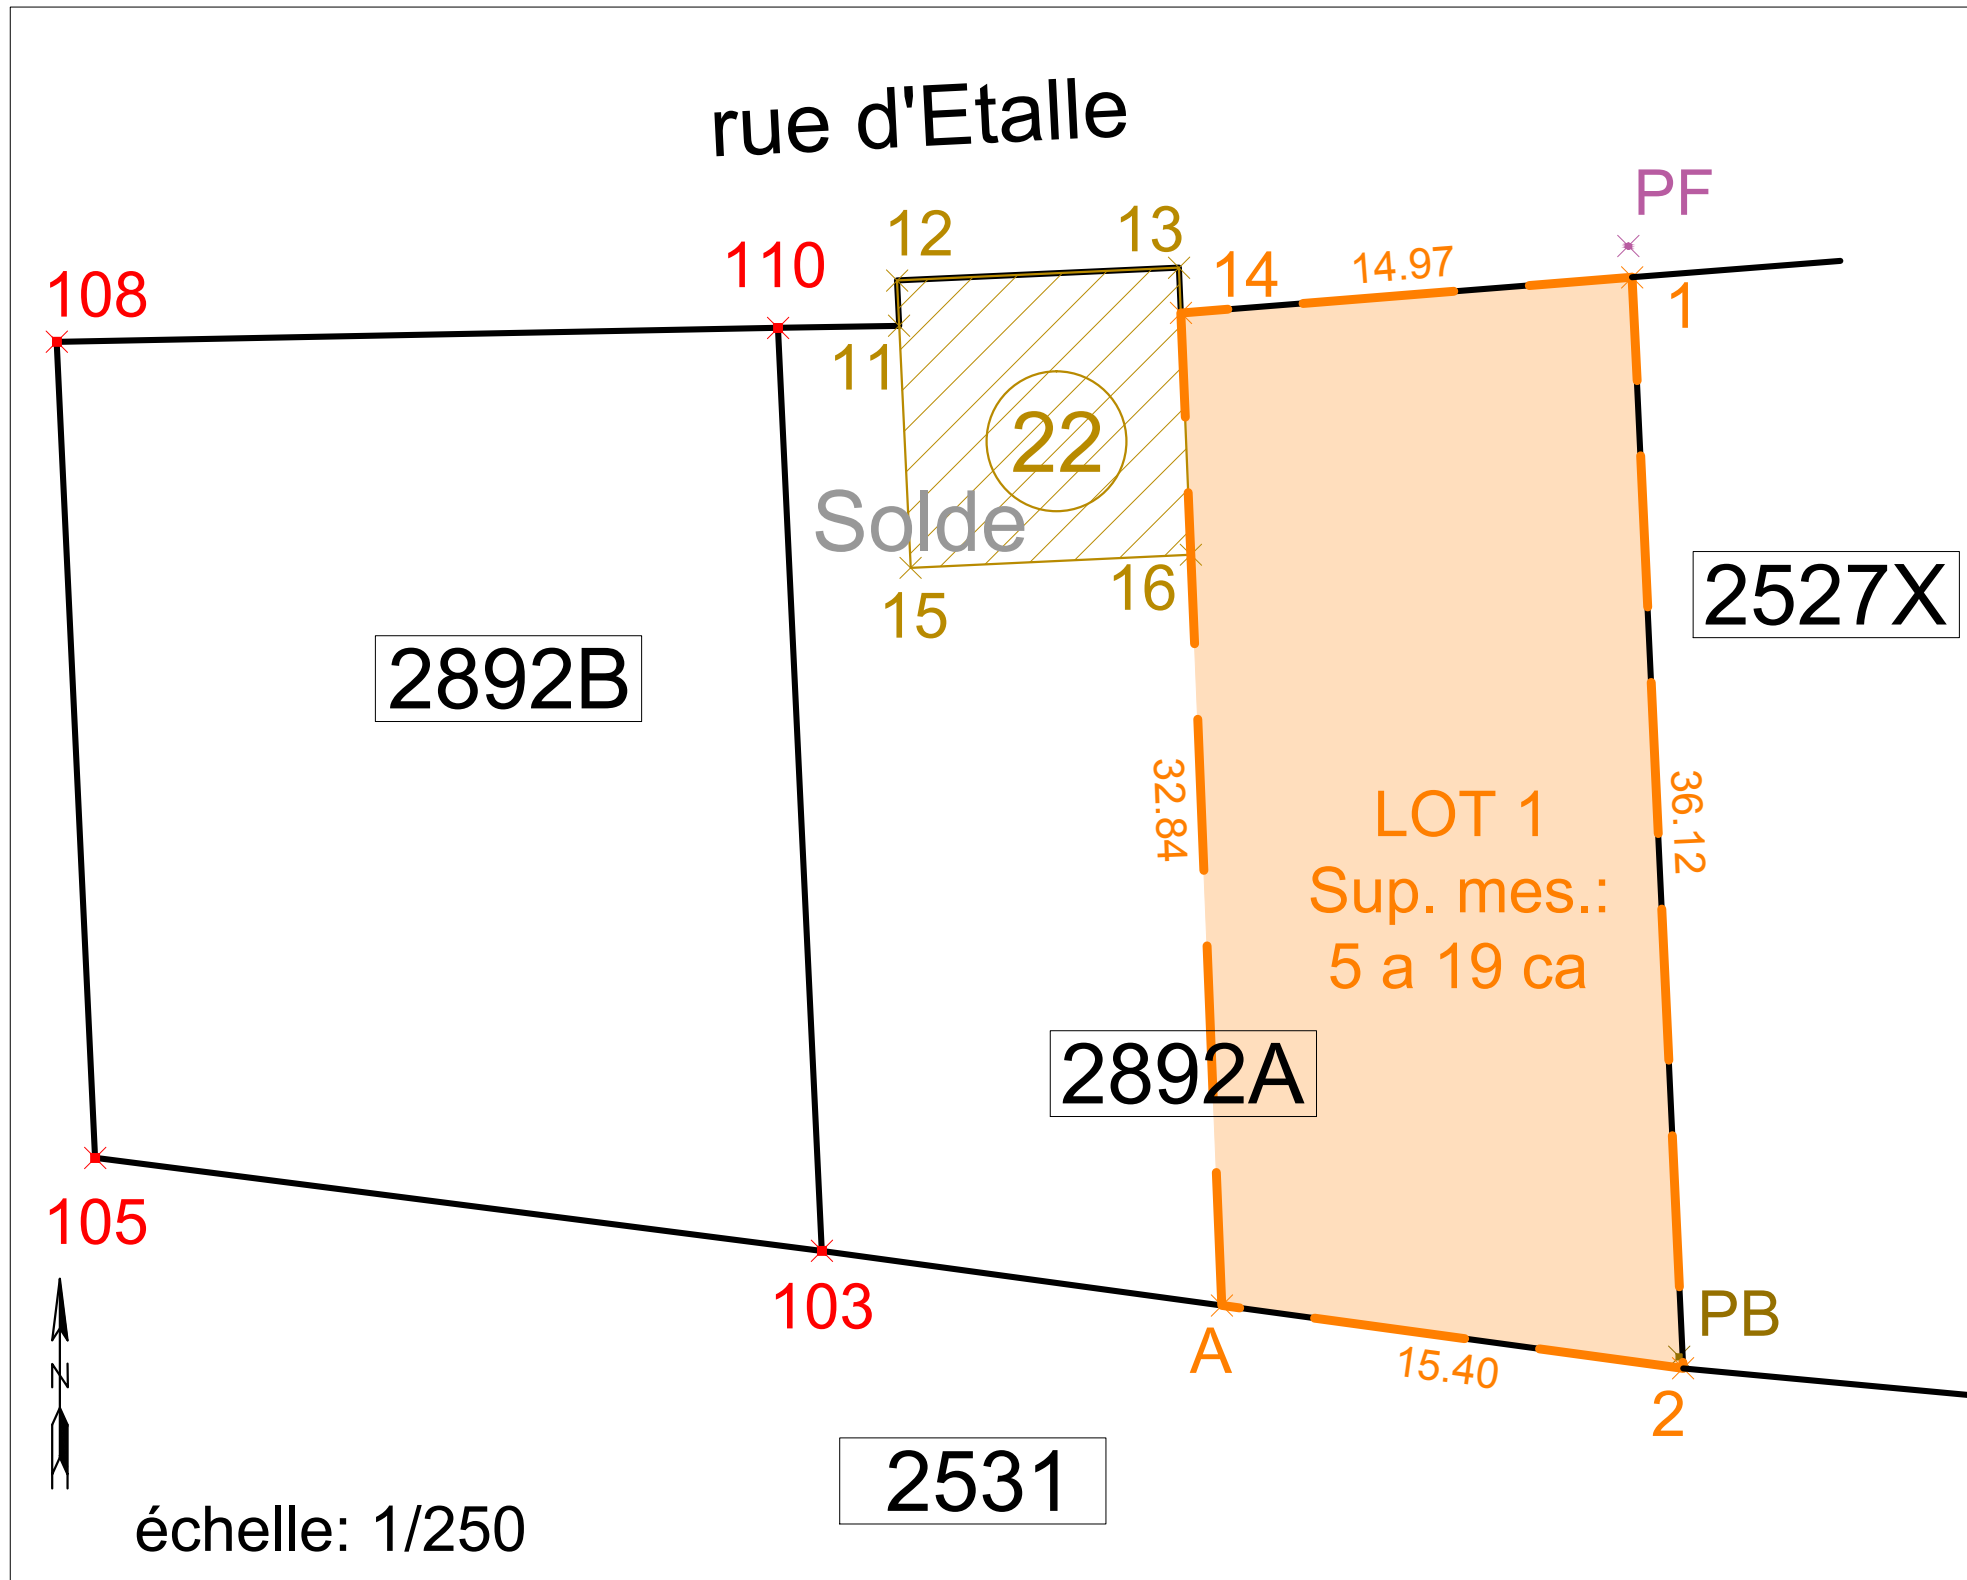 rue d'Etalle
PF
12
13
108
110
14
14.97
1
11
22
Solde
16
15
2527X
2892B
32.84
36.12
LOT 1
Sup. mes.:
5 a 19 ca
2892A
105
103
A
PB
15.40
2
N
2531
échelle: 1/250